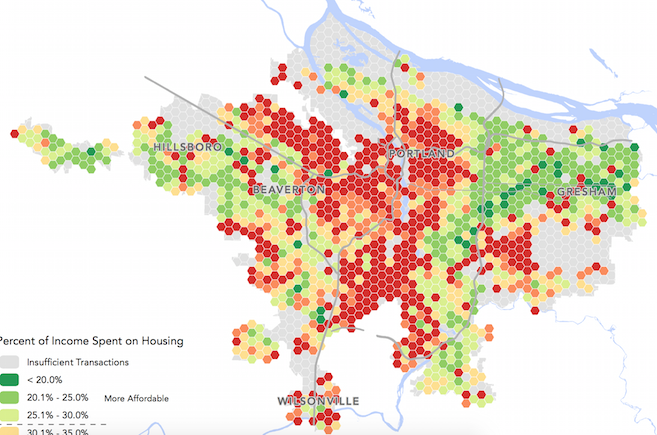 HILLSBORO
PORTLAND
BEAVERTON
GRESHAM
Percent of Income Spent on Housing
Insufficient Transactions
< 20.0%
20.1% - 25.0% More Affordable
25.1% - 30.0%
30.1% - 35.0%
WILSONVILLE